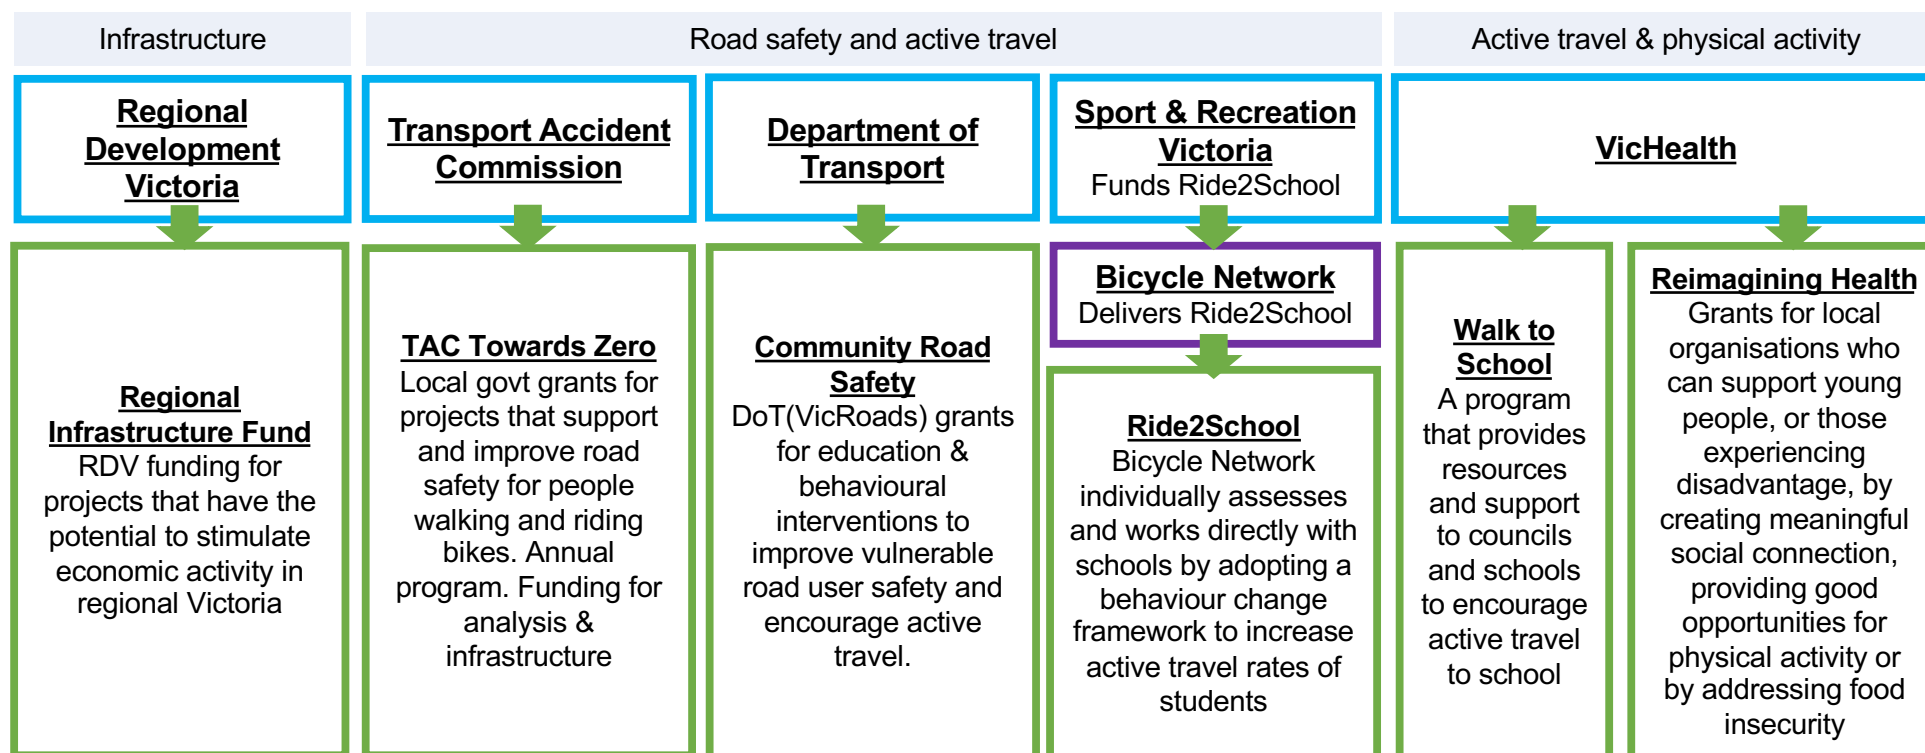 Infrastructure
Road safety and active travel
Active travel & physical activity
Regional
Development
Victoria
Transport Accident
Commission
Department of
Transport
Sport & Recreation
Victoria
Funds Ride2School
VicHealth
Bicycle Network
Delivers Ride2School
Regional
Infrastructure Fund
RDV funding for
projects that have the
potential to stimulate
economic activity in
regional Victoria
TAC Towards Zero
Local govt grants for
projects that support
and improve road
safety for people
walking and riding
bikes. Annual
program. Funding for
analysis &
infrastructure
Community Road
Safety
DoT(VicRoads) grants
for education &
behavioural
interventions to
improve vulnerable
road user safety and
encourage active
travel.
Ride2School
Bicycle Network
individually assesses
and works directly with
schools by adopting a
behaviour change
framework to increase
active travel rates of
students
Walk to
School
A program
that provides
resources
and support
to councils
and schools
to encourage
active travel
to school
Reimagining Health
Grants for local
organisations who
can support young
people, or those
experiencing
disadvantage, by
creating meaningful
social connection,
providing good
opportunities for
physical activity or
by addressing food
insecurity